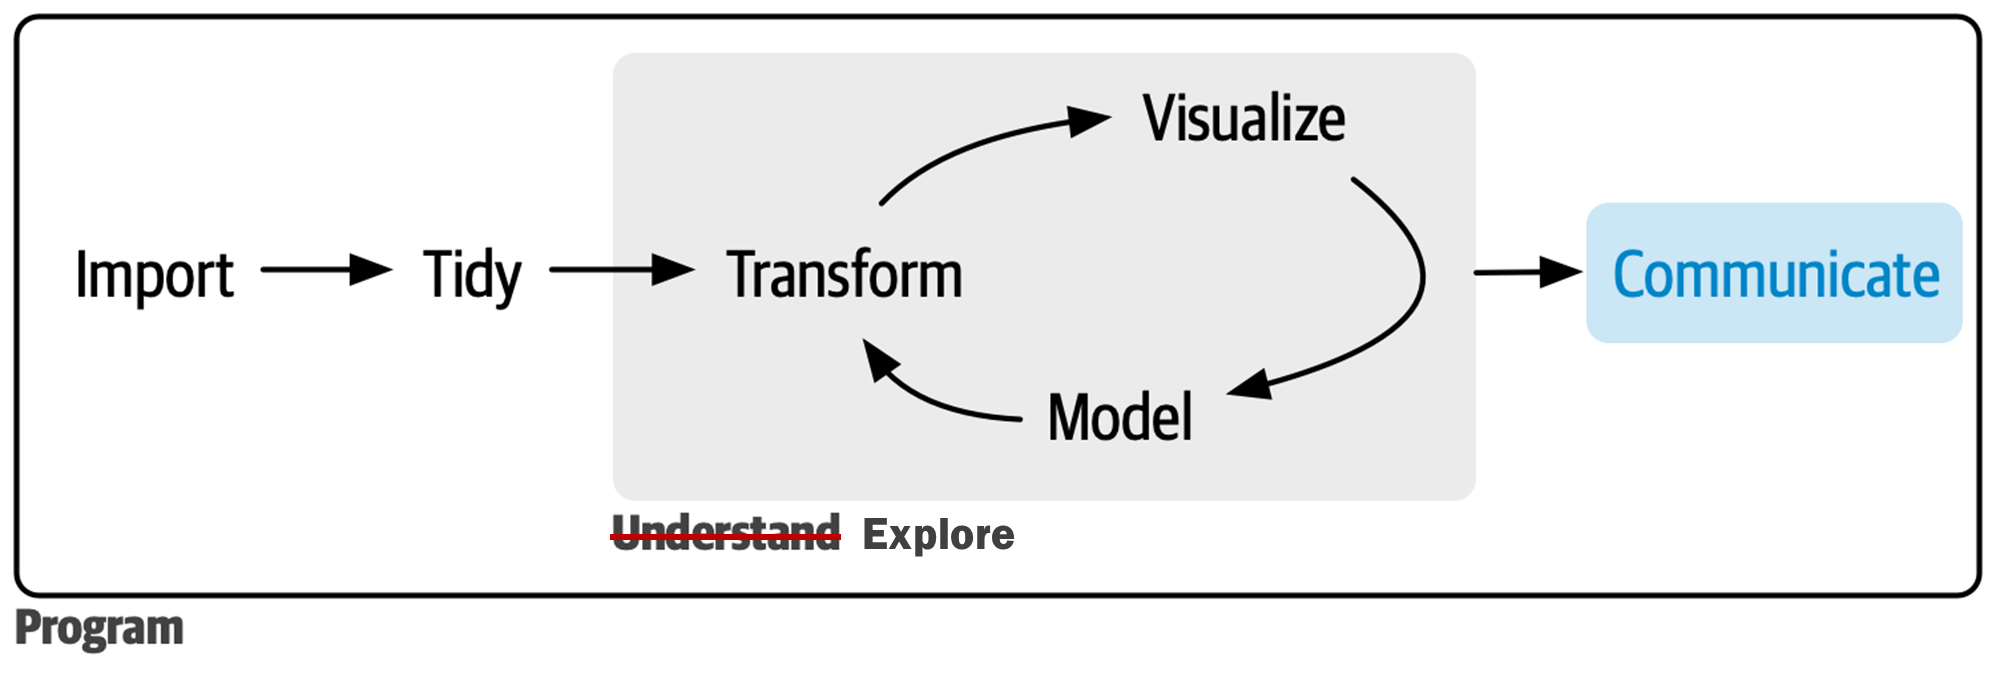 Visualize
Import Tidy Transform Communicate
Model
Understand Explore
Program